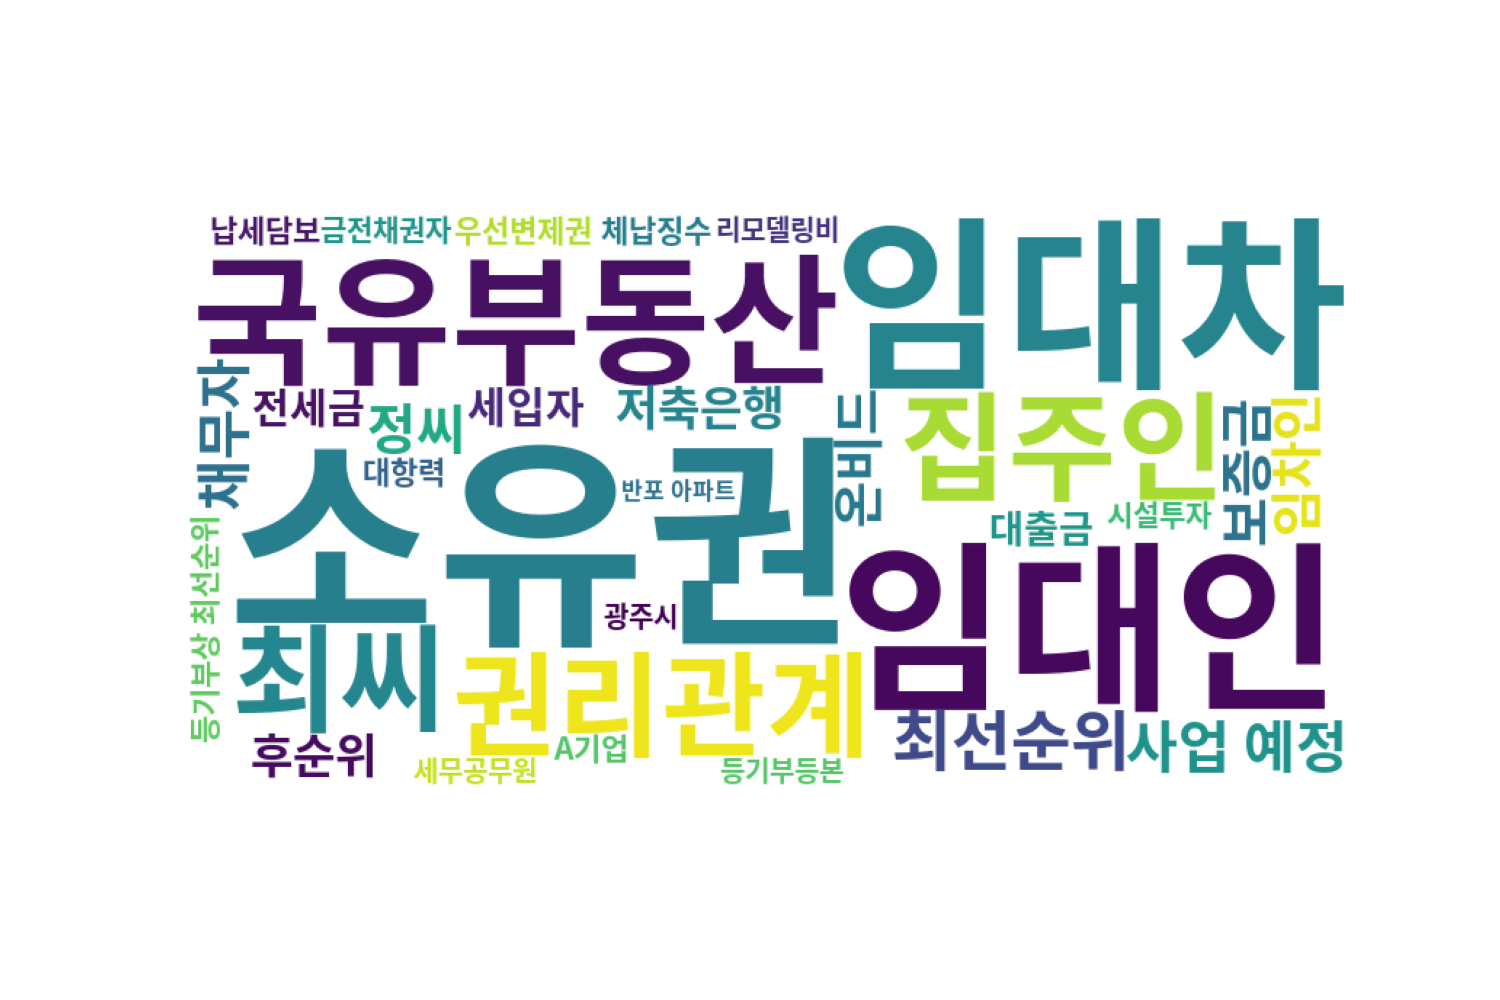 납세담보
금전채권자
우선변제권
체납징수
리모델링비
임대차
국유부동산
채무자
전세금
정씨
세입자
저축은행
온비드
집주인
보증금
임차인
대항력
소유권
반포 아파트
대출금
시설투자
등기부상 최선순위
광주시
임대인
최씨
권리관계
최선순위
사업 예정
후순위
A기업
세무공무원
등기부등본